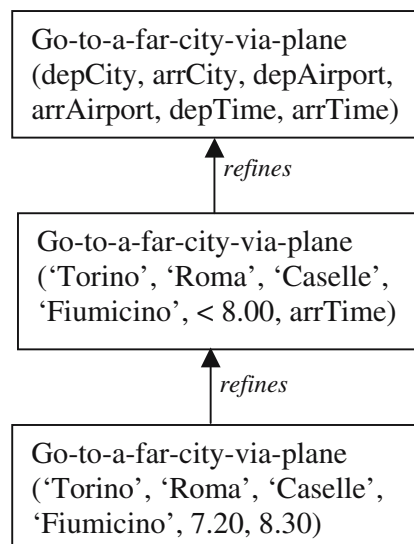 Go-to-a-far-city-via-plane
(depCity, arrCity, depAirport,
arrAirport, depTime, arrTime)
refines
Go-to-a-far-city-via-plane
(‘Torino’, ‘Roma’, ‘Caselle’,
‘Fiumicino’, < 8.00, arrTime)
refines
Go-to-a-far-city-via-plane
(‘Torino’, ‘Roma’, ‘Caselle’,
‘Fiumicino’, 7.20, 8.30)